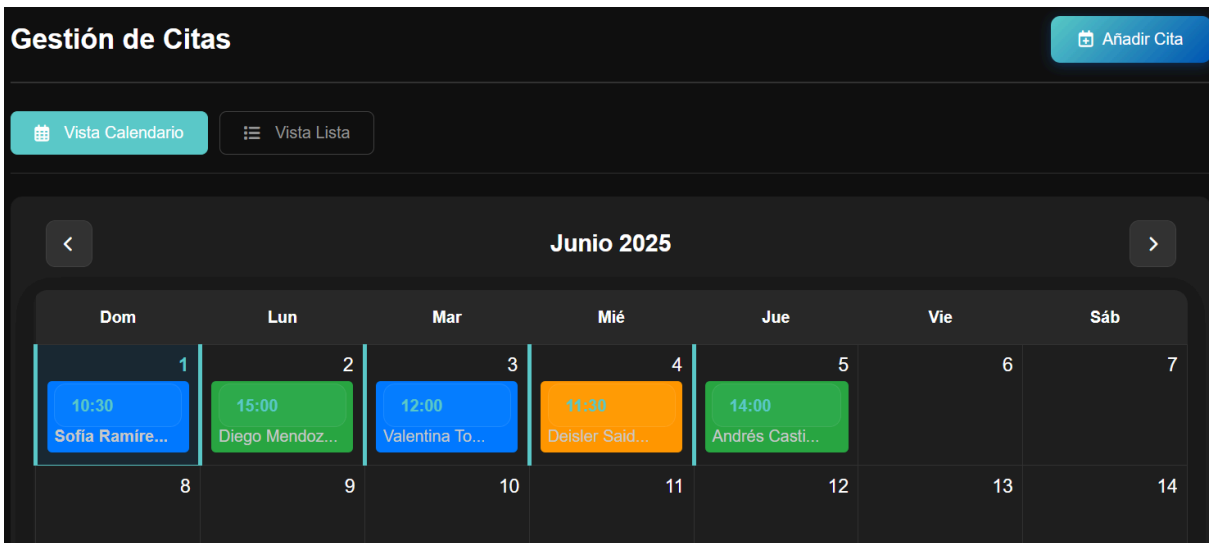 Gestión de Citas
Añadir Cita
Vista Calendario
Vista Lista
Junio 2025
Dom Lun Mar Mié Jue Vie Sáb
1 2 3 4 5 6 7
10:30 15:00 12:00 11:30 14:00
Sofía Ramíre... Diego Mendoz... Valentina To... Deisler Said... Andrés Casti...
8 9 10 11 12 13 14